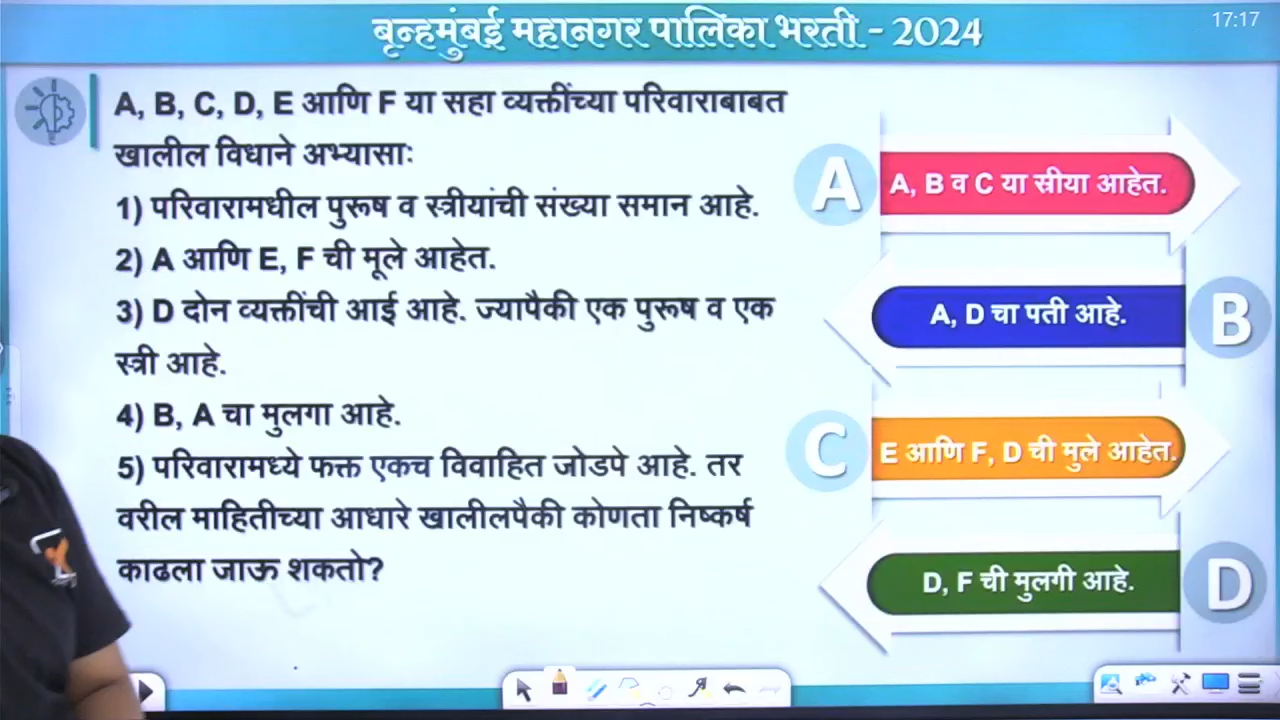 बृन्हमुंबई महानगर पालिका भरती - 2024
17:17
A, B, C, D, E आणि F या सहा व्यक्तींच्या परिवाराबाबत
खालील विधाने अभ्यासाः
1) परिवारामधील पुरूष व स्त्रीयांची संख्या समान आहे.
2) A आणि E, F ची मूले आहेत.
3) D दोन व्यक्तींची आई आहे. ज्यापैकी एक पुरूष व एक
स्त्री आहे.
4) B, A चा मुलगा आहे.
5) परिवारामध्ये फक्त एकच विवाहित जोडपे आहे. तर
वरील माहितीच्या आधारे खालीलपैकी कोणता निष्कर्ष
काढला जाऊ शकतो?
A
A, B व C या स्रीया आहेत.
A, D चा पती आहे.
B
C
E आणि F, D ची मुले आहेत.
D, F ची मुलगी आहे.
D